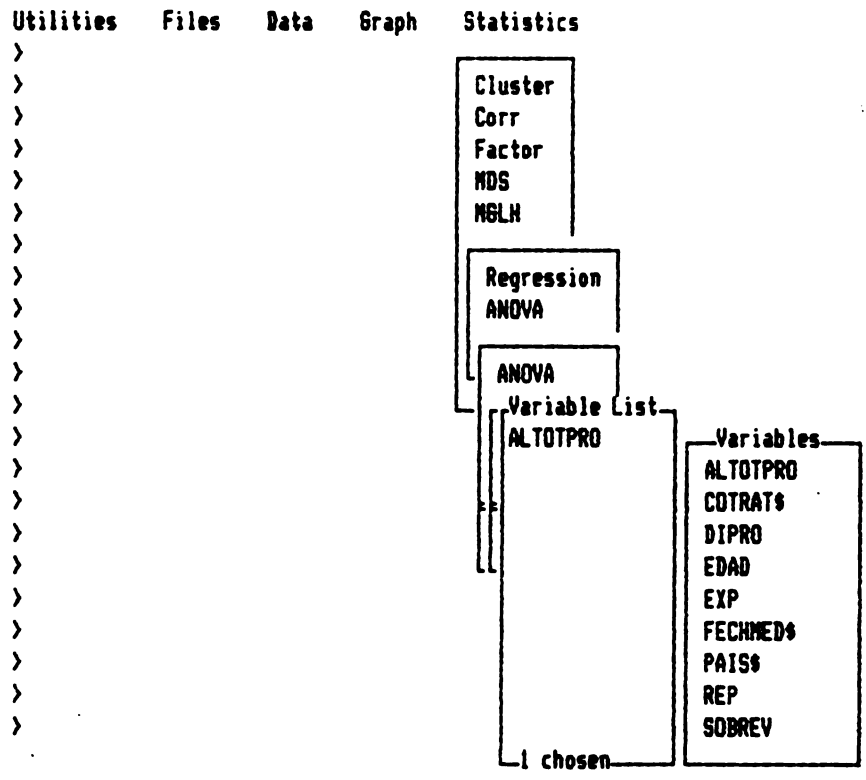 Utilities Files Data Graph Statistics
>
> Cluster
> Corr
> Factor
> MDS
> MGLH
>
> Regression
> ANOVA
>
> ANOVA
> Variable List
> ALTOTPRO Variables
> ALTOTPRO
> COTRAT$
> DIPRO
> EDAD
> EXP
> FECHMED$
> PAIS$
> REP
> SOBREV
1 chosen